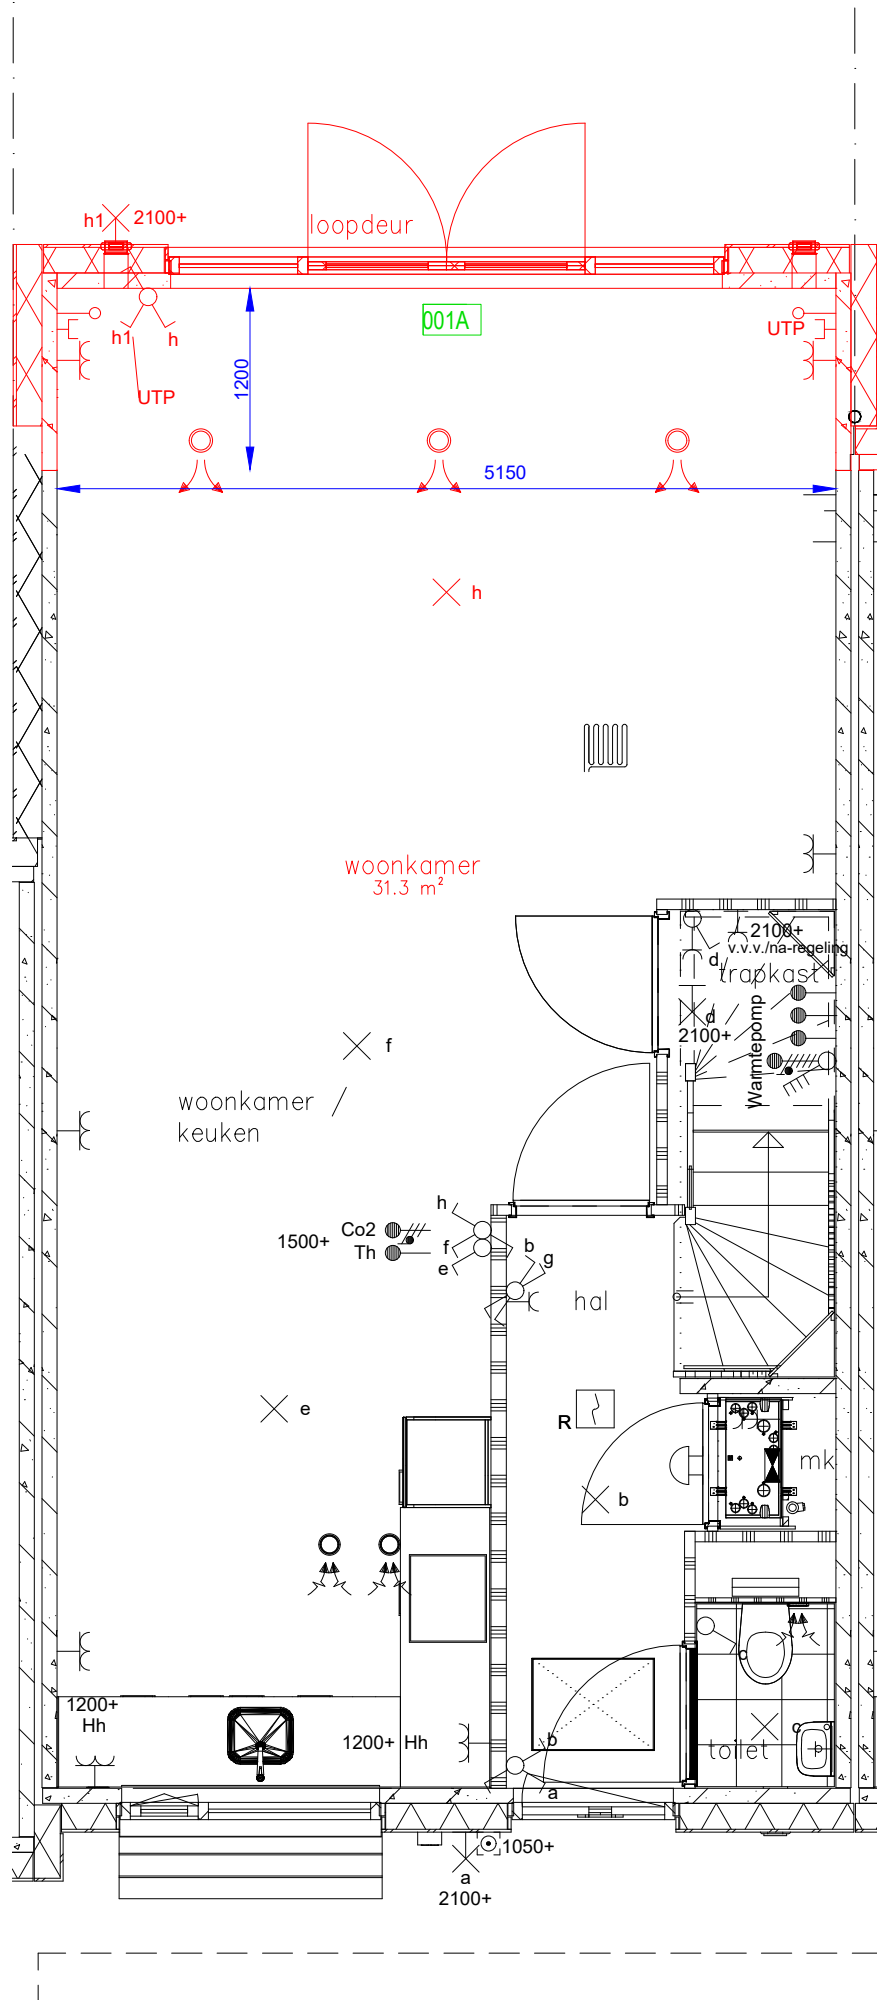 h1 2100+
loopdeur
001A
h1 h
UTP
UTP
1200
5150
h
woonkamer
31.3 m²
2100+
v.v.v./na-regeling
d
trapkast
d
2100+
Warmtepomp
f
woonkamer /
keuken
h
Co2
1500+
Th
f
e
b
g
hal
e
R
b
mk
1200+
Hh
1200+ Hh
b
a
toilet
c
1050+
a
2100+